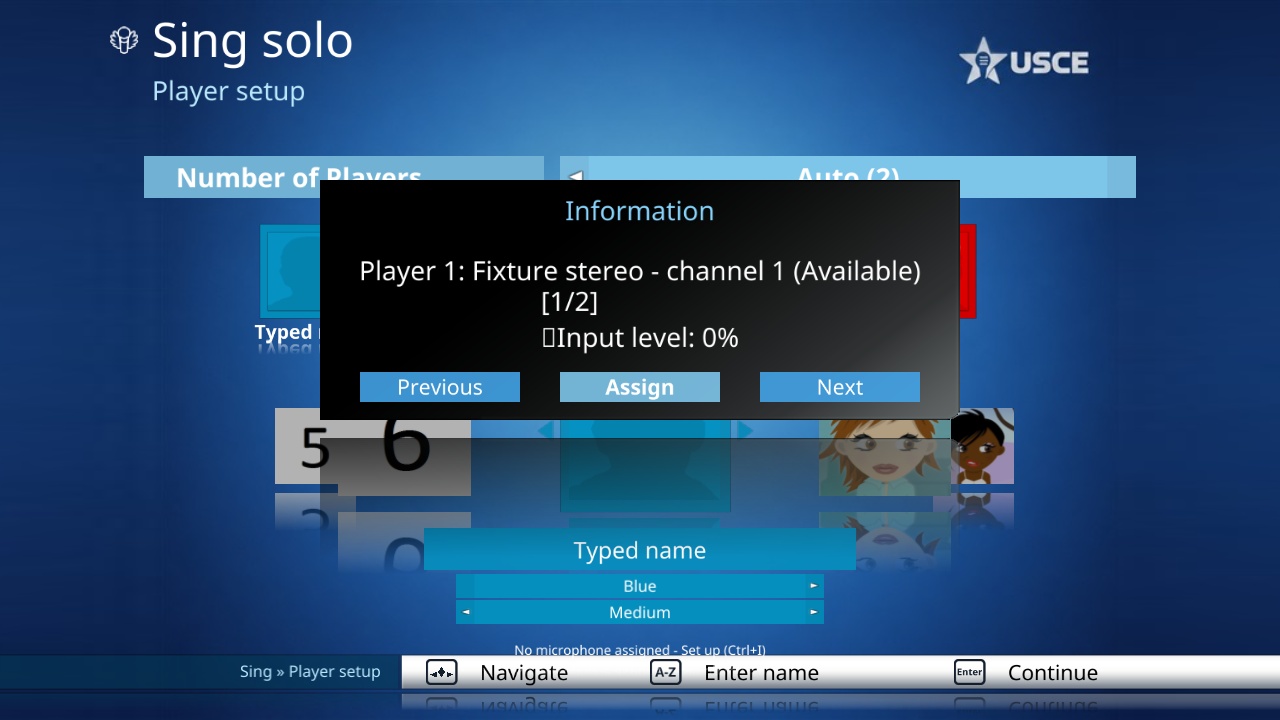 Sing solo
Player setup
USCE
Number of Players
Auto (2)
Information
Player 1: Fixture stereo - channel 1 (Available)
[1/2]
Input level: 0%
Previous
Assign
Next
Typed
5
6
Typed name
Blue
Medium
No microphone assigned - Set up (Ctrl+I)
Sing » Player setup
Navigate
A-Z
Enter name
Enter
Continue